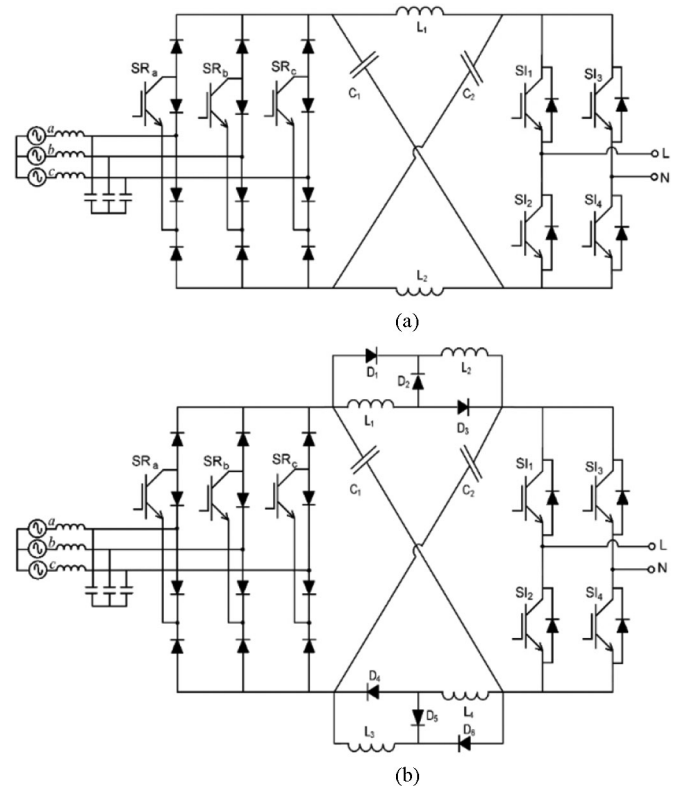 L1
SRa
SRb
SRc
C1
C2
SI1
SI3
a
b
c
L
N
SI2
SI4
L2
(a)
D1
L2
D2
L1
D3
SRa
SRb
SRc
C1
C2
SI1
SI3
a
b
c
L
N
SI2
SI4
D4
L4
D5
L3
D6
(b)